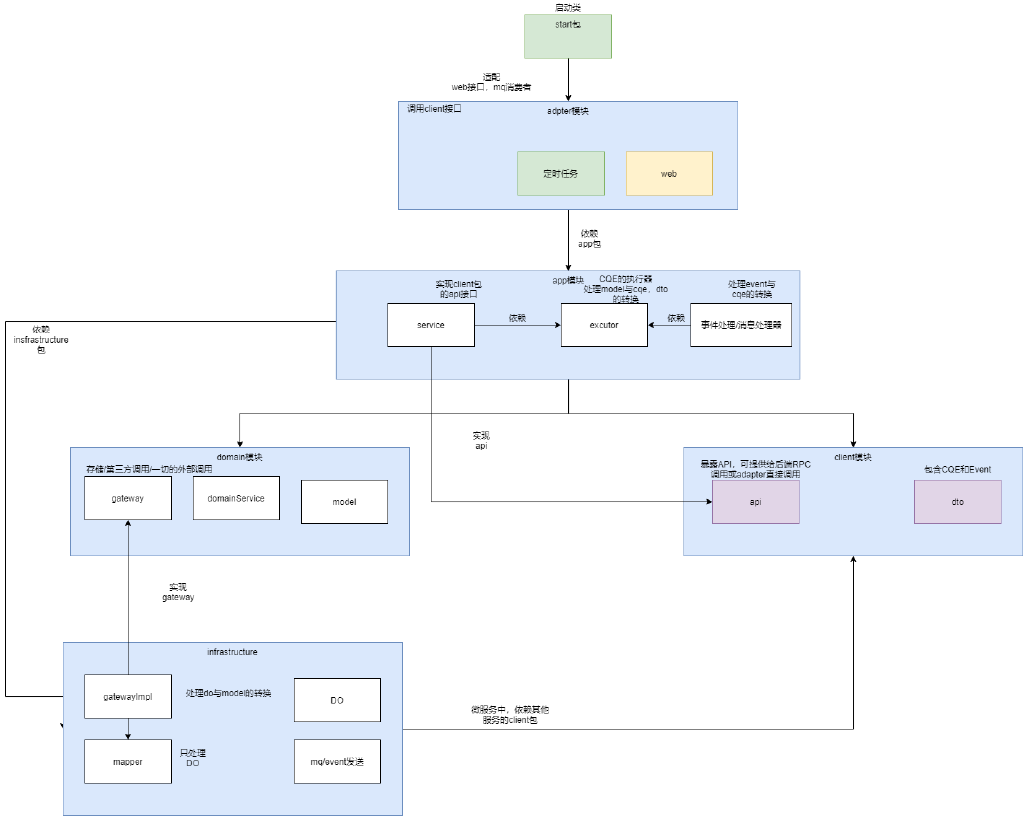 启动类
start包
适配
web接口，mq消费者
调用client接口
adpter模块
定时任务
web
依赖
app包
app模块
实现client包
的api接口
CQE的执行器
处理model与cqe，dto
的转换
处理event与
cqe的转换
service
依赖
excutor
依赖
事件处理/消息处理器
依赖
insfrastructure
包
实现
api
domain模块
存储/第三方调用/一切的外部调用
gateway
domainService
model
client模块
暴露API，可提供给后端RPC
调用或adapter直接调用
包含CQE和Event
api
dto
实现
gateway
infrastructure
gatewayImpl
处理do与model的转换
DO
微服务中，依赖其他
服务的client包
mapper
只处理
DO
mq/event发送